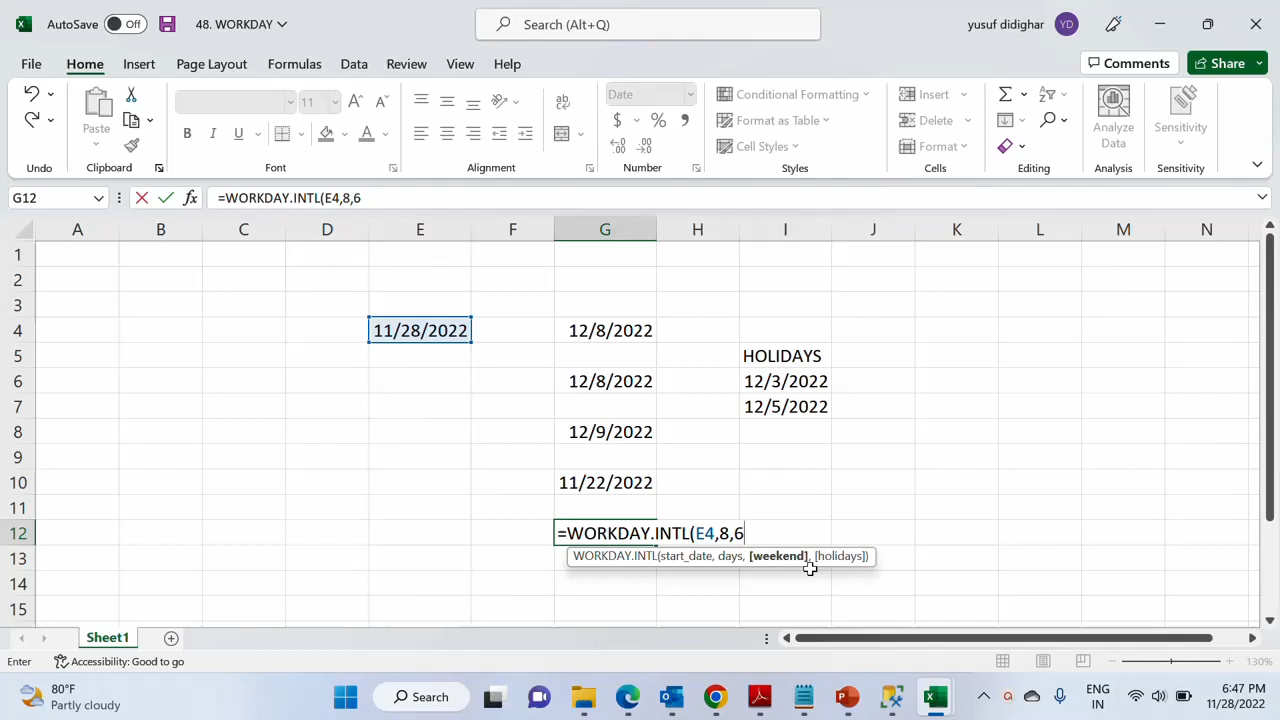 AutoSave Off 48. WORKDAY Search (Alt+Q) yusuf didighar YD
File Home Insert Page Layout Formulas Data Review View Help Comments Share
11 Date Conditional Formatting Insert
Paste B I U Format as Table Delete Analyze Data Sensitivity
Cell Styles Format
Undo Clipboard Font Alignment Number Styles Cells Editing Analysis Sensitivity
G12 fx =WORKDAY.INTL(E4,8,6
A B C D E F G H I J K L M N
1
2
3
4 11/28/2022 12/8/2022
5 HOLIDAYS
6 12/8/2022 12/3/2022
7 12/5/2022
8 12/9/2022
9
10 11/22/2022
11
12 =WORKDAY.INTL(E4,8,6
13 WORKDAY.INTL(start_date, days, [weekend], [holidays])
14
15
Sheet1
Enter Accessibility: Good to go 130%
80°F Partly cloudy Search ENG IN 6:47 PM 11/28/2022